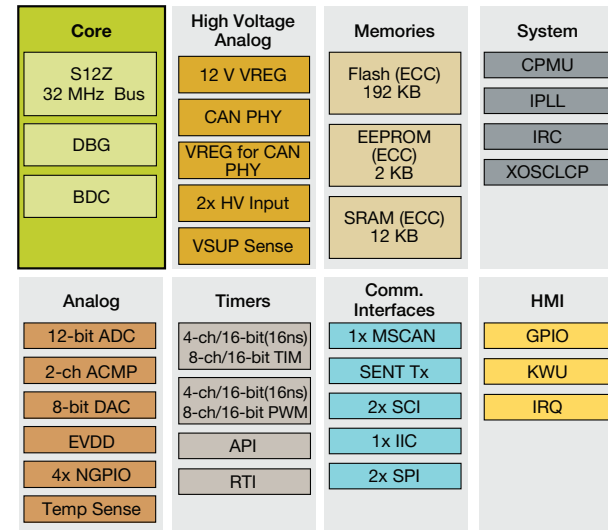 Core
S12Z
32 MHz Bus
DBG
BDC
High Voltage
Analog
12 V VREG
CAN PHY
VREG for CAN
PHY
2x HV Input
VSUP Sense
Memories
Flash (ECC)
192 KB
EEPROM
(ECC)
2 KB
SRAM (ECC)
12 KB
System
CPMU
IPLL
IRC
XOSCLCP
Analog
12-bit ADC
2-ch ACMP
8-bit DAC
EVDD
4x NGPIO
Temp Sense
Timers
4-ch/16-bit(16ns)
8-ch/16-bit TIM
4-ch/16-bit(16ns)
8-ch/16-bit PWM
API
RTI
Comm.
Interfaces
1x MSCAN
SENT Tx
2x SCI
1x IIC
2x SPI
HMI
GPIO
KWU
IRQ